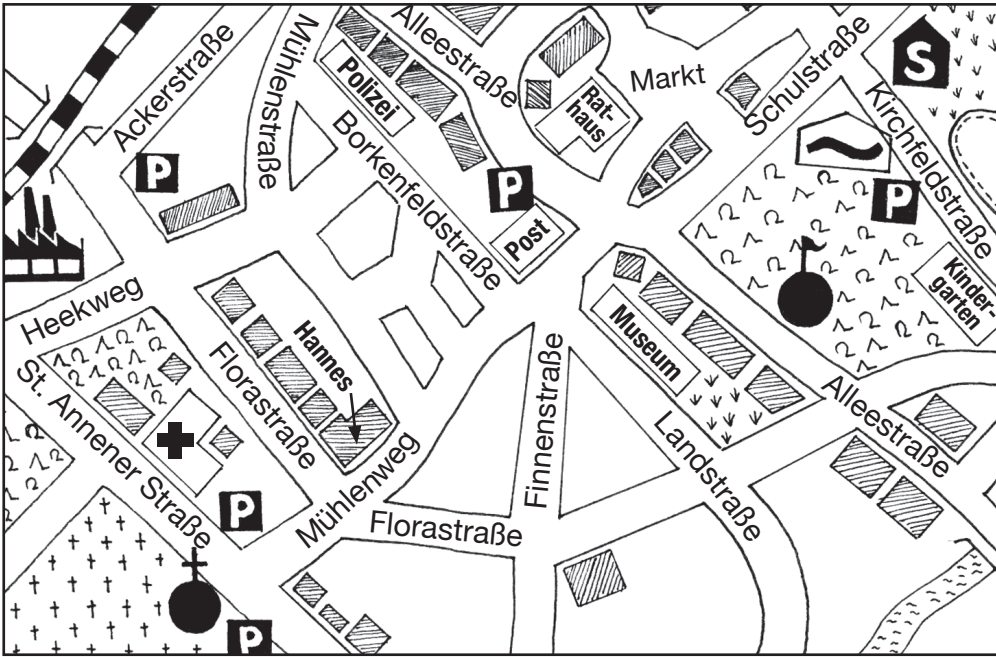 Ackerstraße
Mühlenstraße
Alleestraße
Polizei
Borkenfeldstraße
Rat-
haus
Markt
Schulstraße
S
Kirchfeldstraße
P
P
P
Post
Kinder-
garten
Heekweg
Hannes
Florastraße
Museum
Finnenstraße
St. Annener Straße
Mühlenweg
Landstraße
Alleestraße
P
Florastraße
P